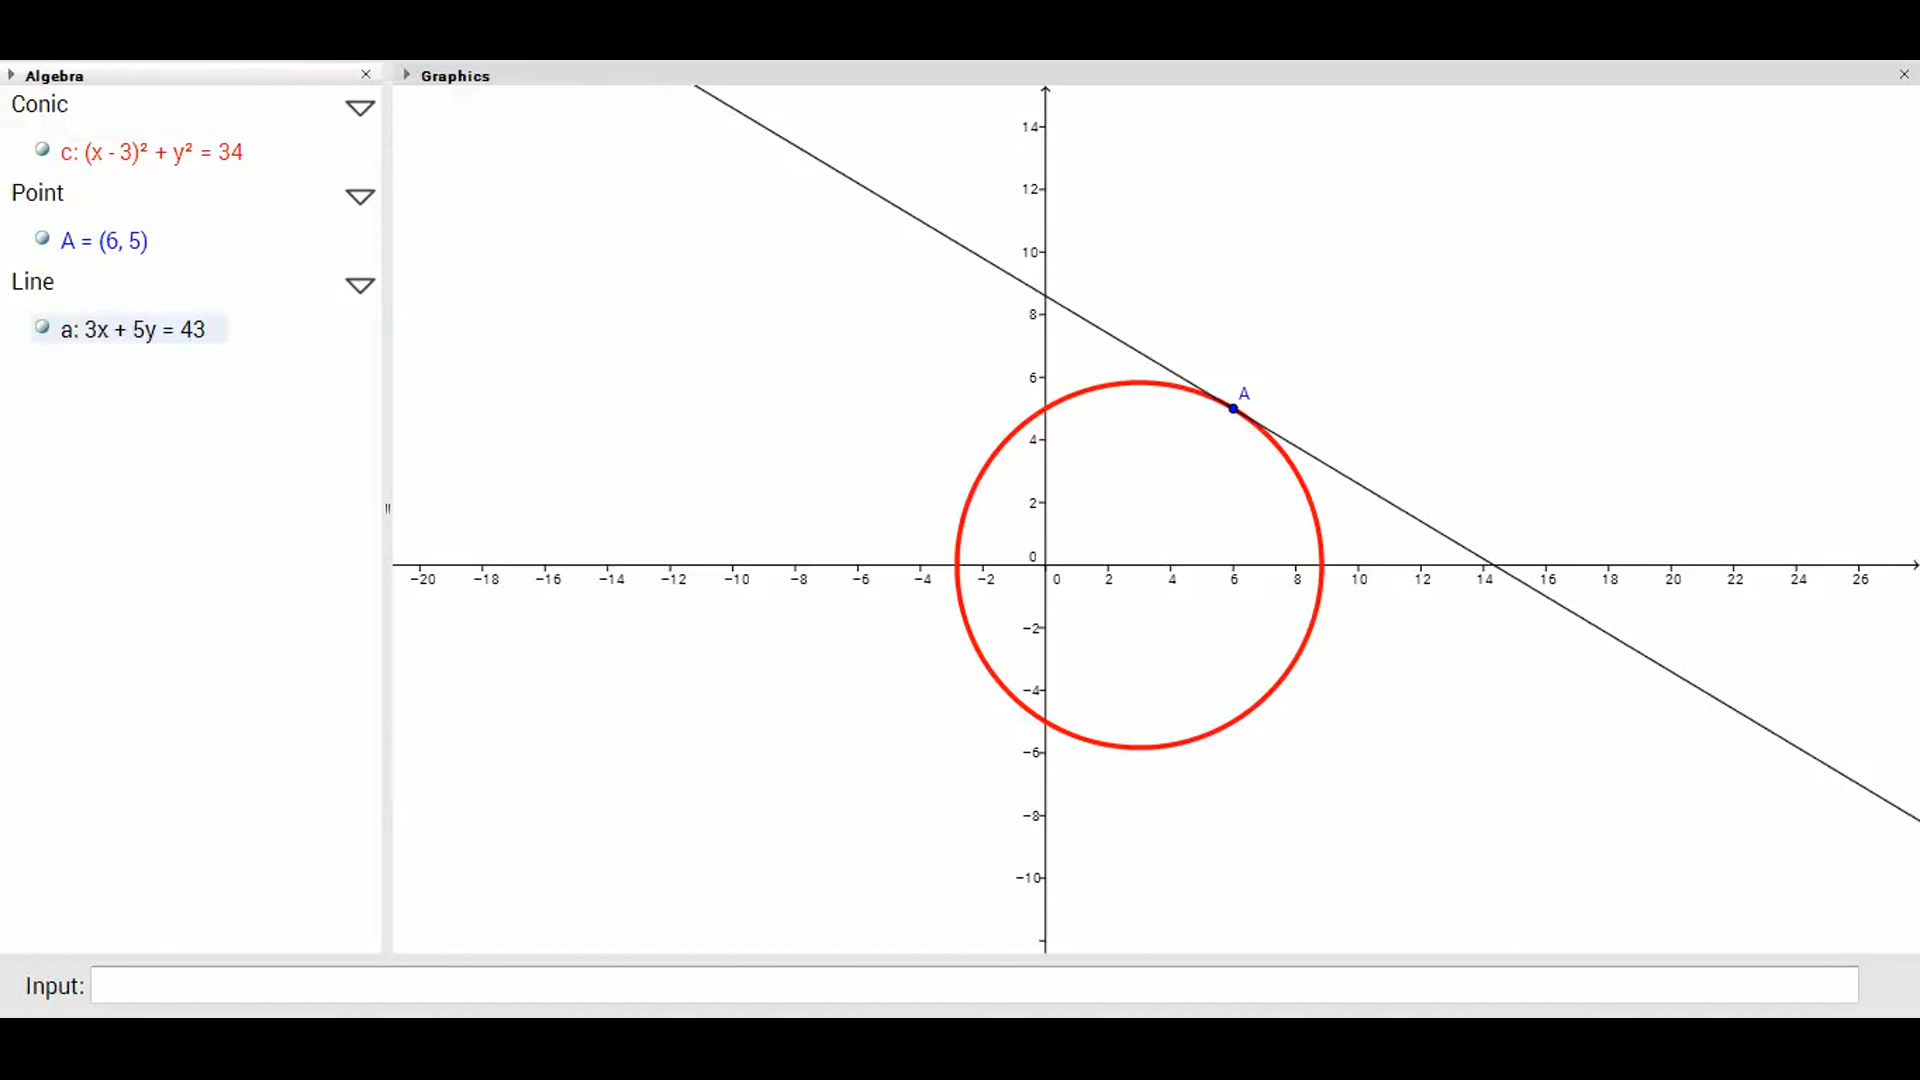 Algebra
Graphics
Conic
c: (x - 3)² + y² = 34
Point
A = (6, 5)
Line
a: 3x + 5y = 43
14
12
10
8
6
A
4
2
0
−20 −18 −16 −14 −12 −10 −8 −6 −4 −2 0 2 4 6 8 10 12 14 16 18 20 22 24 26
−2
−4
−6
−8
−10
Input: